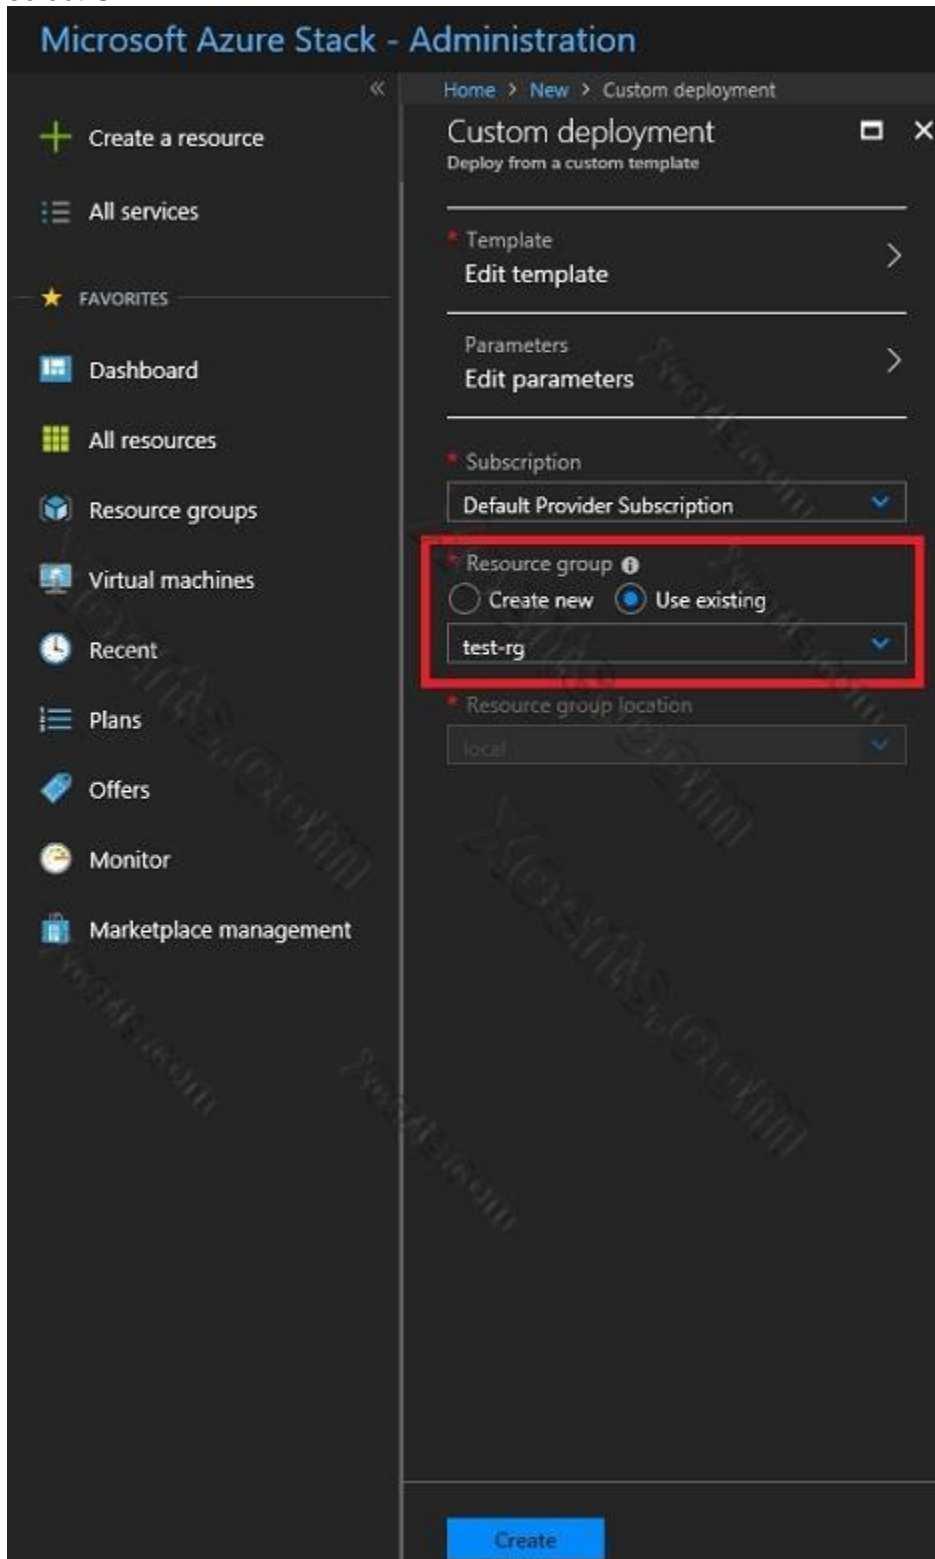 Microsoft Azure Stack - Administration
«
Home > New > Custom deployment
Create a resource
All services
FAVORITES
Dashboard
All resources
Resource groups
Virtual machines
Recent
Plans
Offers
Monitor
Marketplace management
Custom deployment
Deploy from a custom template
* Template
Edit template
Parameters
Edit parameters
* Subscription
Default Provider Subscription
* Resource group
Create new Use existing
test-rg
* Resource group location
local
Create